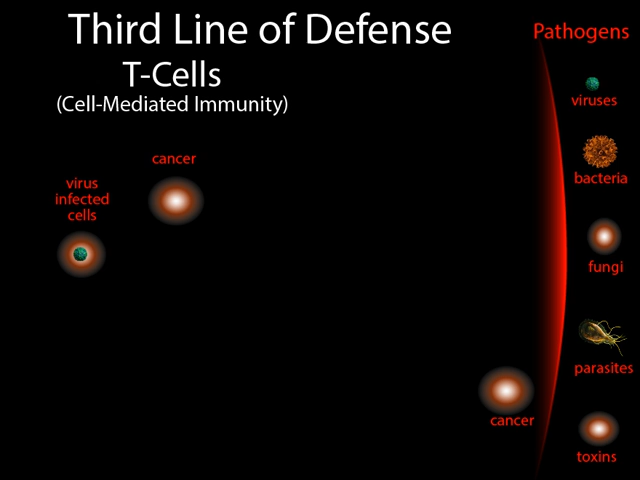 Third Line of Defense
T-Cells
(Cell-Mediated Immunity)
Pathogens
viruses
bacteria
fungi
parasites
toxins
cancer
virus
infected
cells
cancer